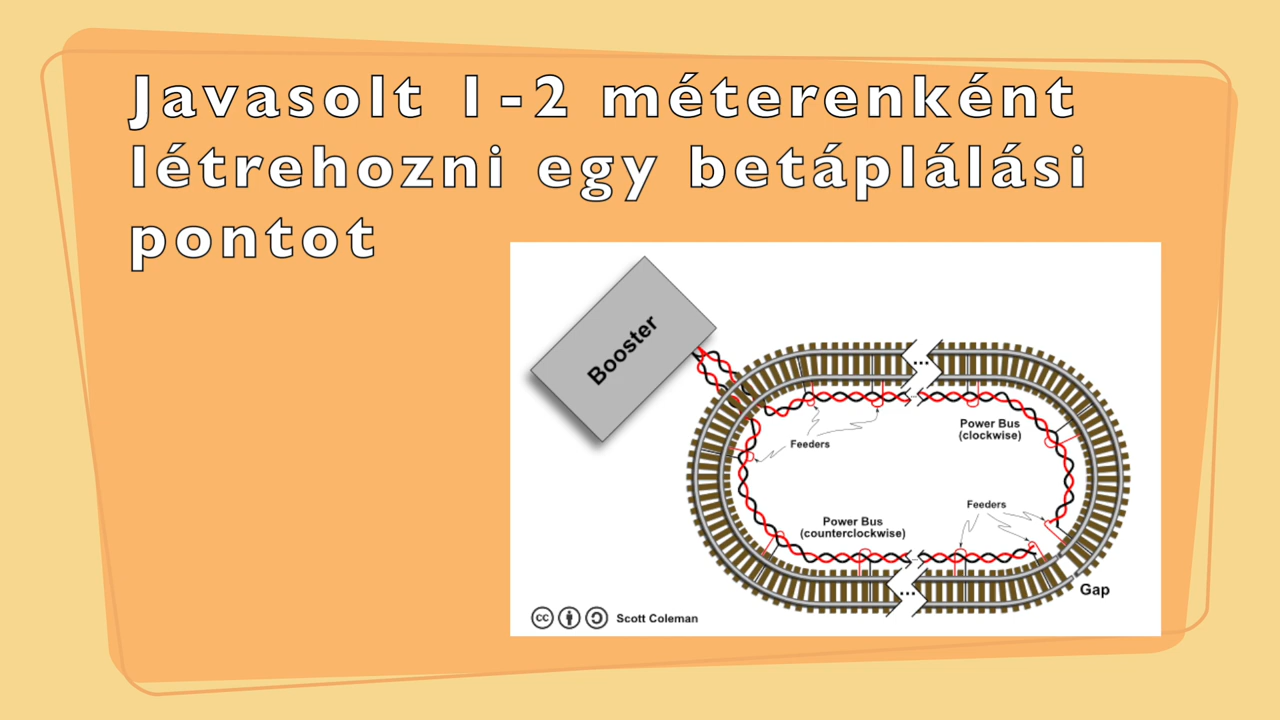 Javasolt 1-2 méterenként
létrehozni egy betáplálási
pontot
Booster
...
Feeders
Power Bus
(clockwise)
Feeders
Power Bus
(counterclockwise)
...
Gap
cc
Scott Coleman